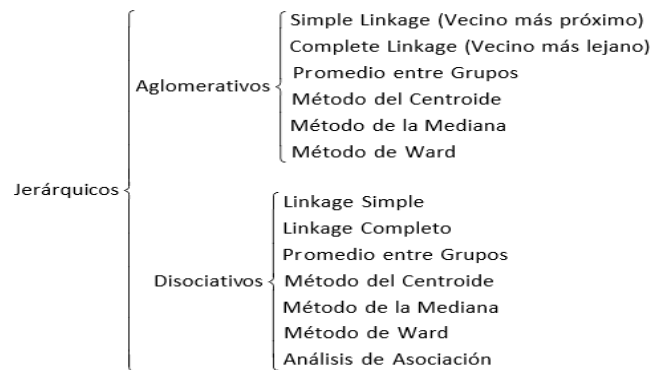 Jerárquicos
Aglomerativos
Simple Linkage (Vecino más próximo)
Complete Linkage (Vecino más lejano)
Promedio entre Grupos
Método del Centroide
Método de la Mediana
Método de Ward
Disociativos
Linkage Simple
Linkage Completo
Promedio entre Grupos
Método del Centroide
Método de la Mediana
Método de Ward
Análisis de Asociación